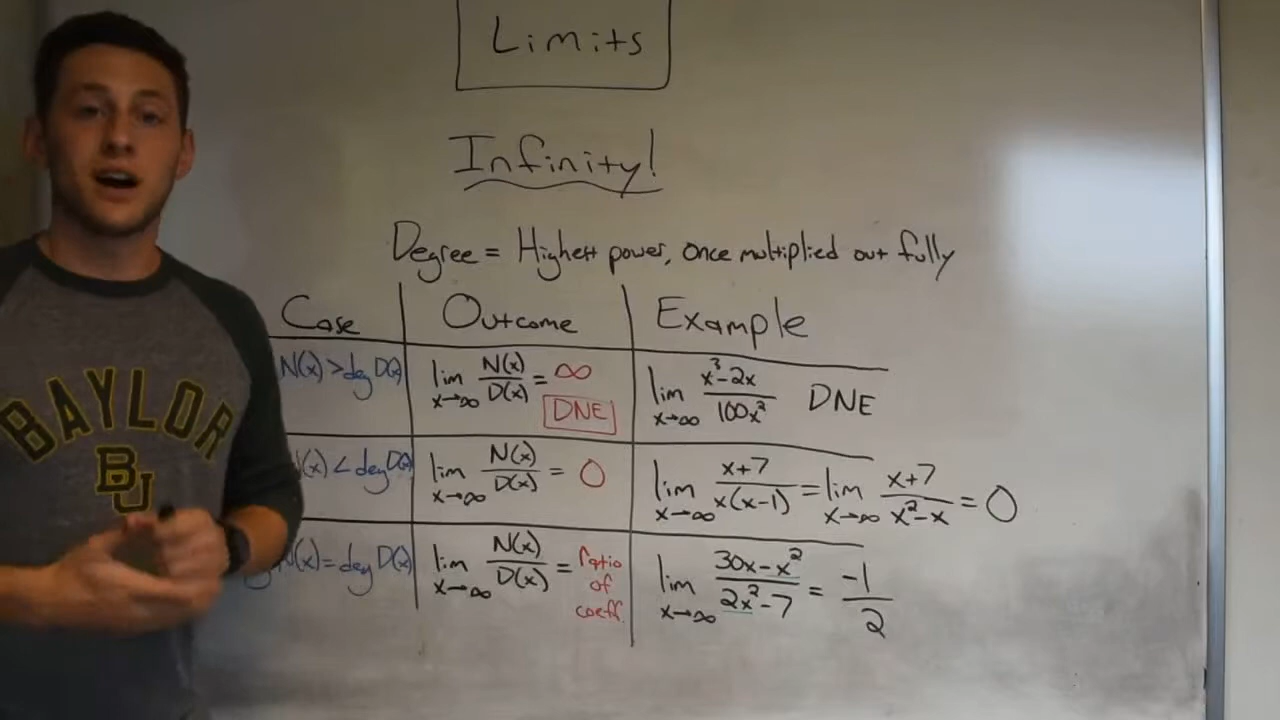 Limits
Infinity!
Degree = Highest power, once multiplied out fully
Case Outcome Example
N(x) > deg D(x) lim x→∞ N(x)/D(x) = ∞ DNE lim x→∞ x³-2x/100x² DNE
(x) < deg D(x) lim x→∞ N(x)/D(x) = 0 lim x→∞ x+7/x(x-1) = lim x→∞ x+7/x²-x = 0
N(x) = deg D(x) lim x→∞ N(x)/D(x) = ratio of coeff. lim x→∞ 30x-x²/2x²-7 = -1/2
BAYLOR
BU